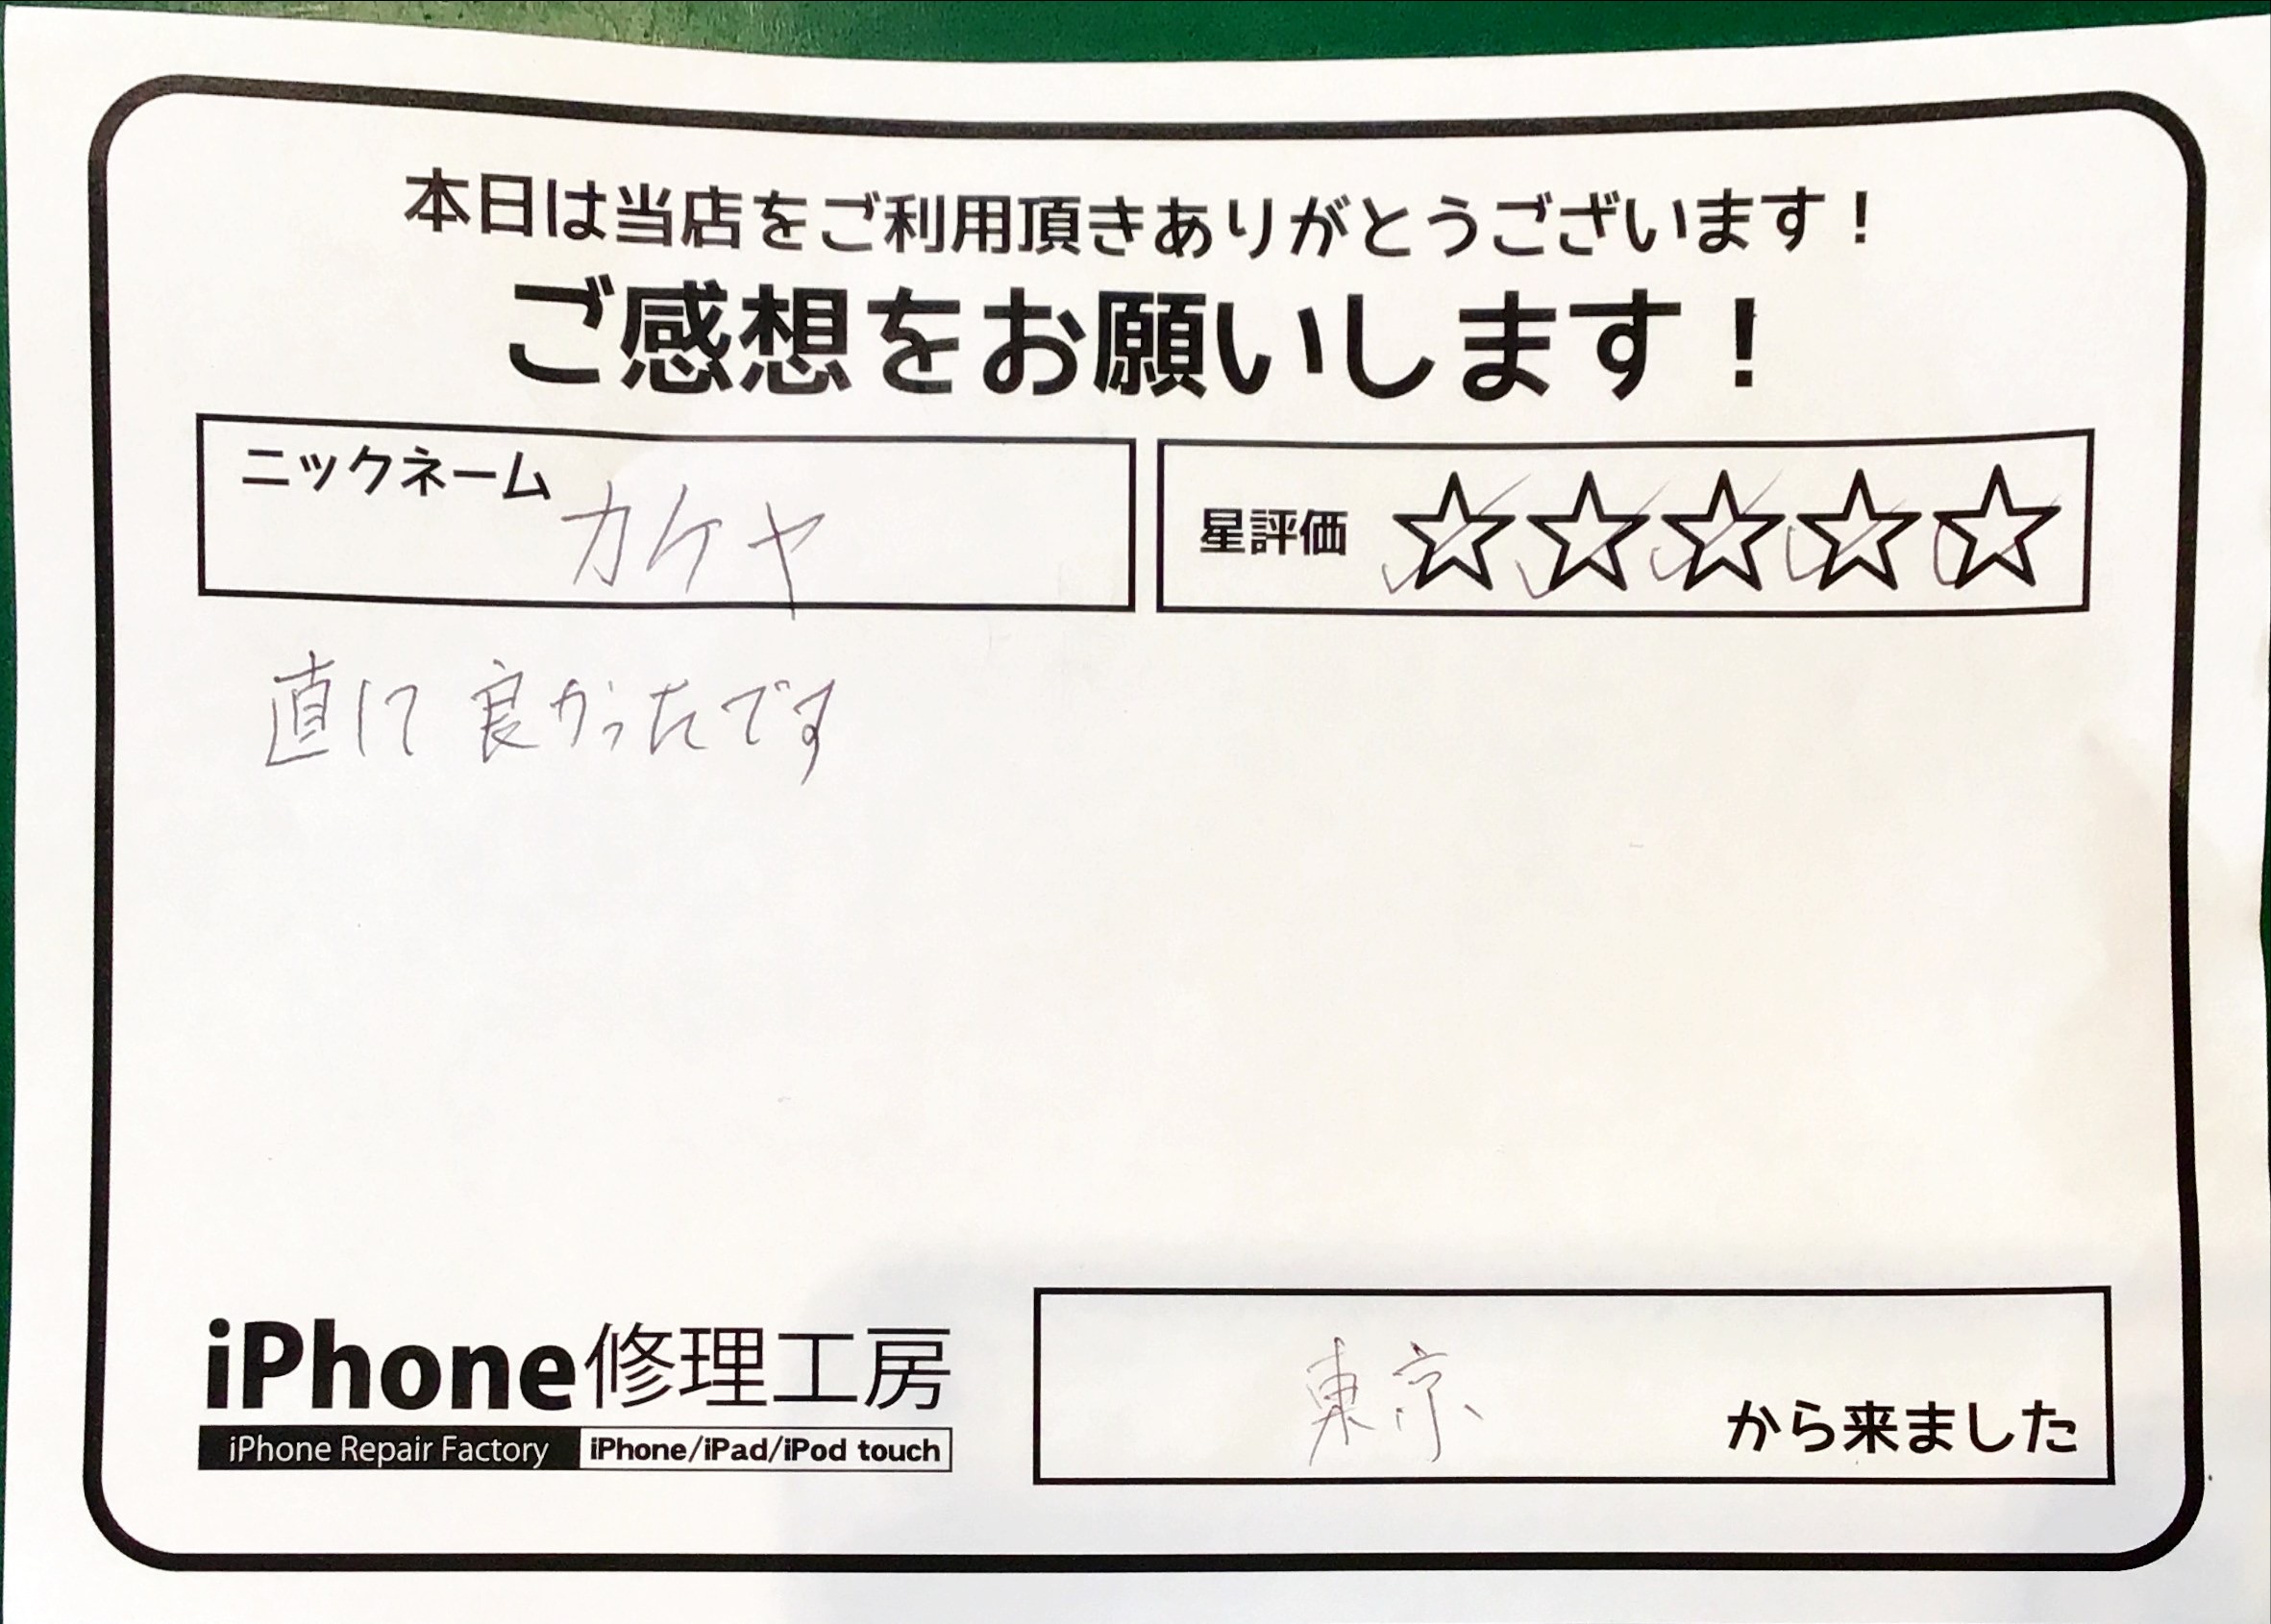 本日は当店をご利用頂きありがとうございます！
ご感想をお願いします！
ニックネーム カケヤ
星評価 ☆☆☆☆☆
直って良かったです
iPhone修理工房
iPhone Repair Factory iPhone/iPad/iPod touch
東京 から来ました